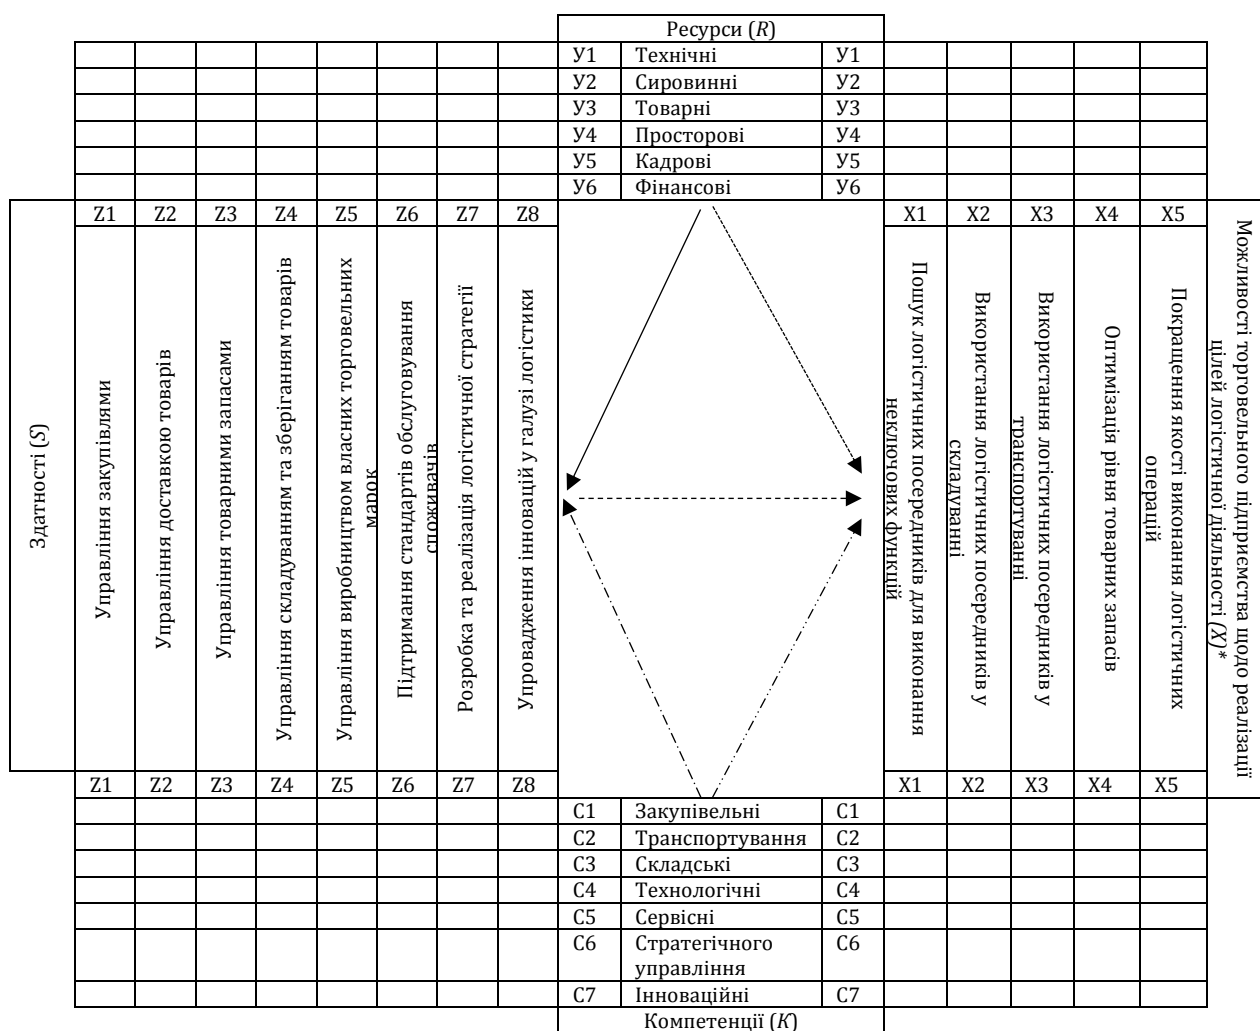 Ресурси (R)
У1 Технічні У1
У2 Сировинні У2
У3 Товарні У3
У4 Просторові У4
У5 Кадрові У5
У6 Фінансові У6
Z1 Z2 Z3 Z4 Z5 Z6 Z7 Z8 X1 X2 X3 X4 X5
Здатності (S)
Управління закупівлями
Управління доставкою товарів
Управління товарними запасами
Управління складуванням та зберіганням товарів
Управління виробництвом власних торговельних
марок
Підтримання стандартів обслуговування
споживачів
Розробка та реалізація логістичної стратегії
Упровадження інновацій у галузі логістики
Пошук логістичних посередників для виконання
неключових функцій
Використання логістичних посередників у
складуванні
Використання логістичних посередників у
транспортуванні
Оптимізація рівня товарних запасів
Покращення якості виконання логістичних
операцій
Можливості торговельного підприємства щодо реалізації
цілей логістичної діяльності (X)*
Z1 Z2 Z3 Z4 Z5 Z6 Z7 Z8 X1 X2 X3 X4 X5
С1 Закупівельні С1
С2 Транспортування С2
С3 Складські С3
С4 Технологічні С4
С5 Сервісні С5
С6 Стратегічного С6
управління
С7 Інноваційні С7
Компетенції (К)